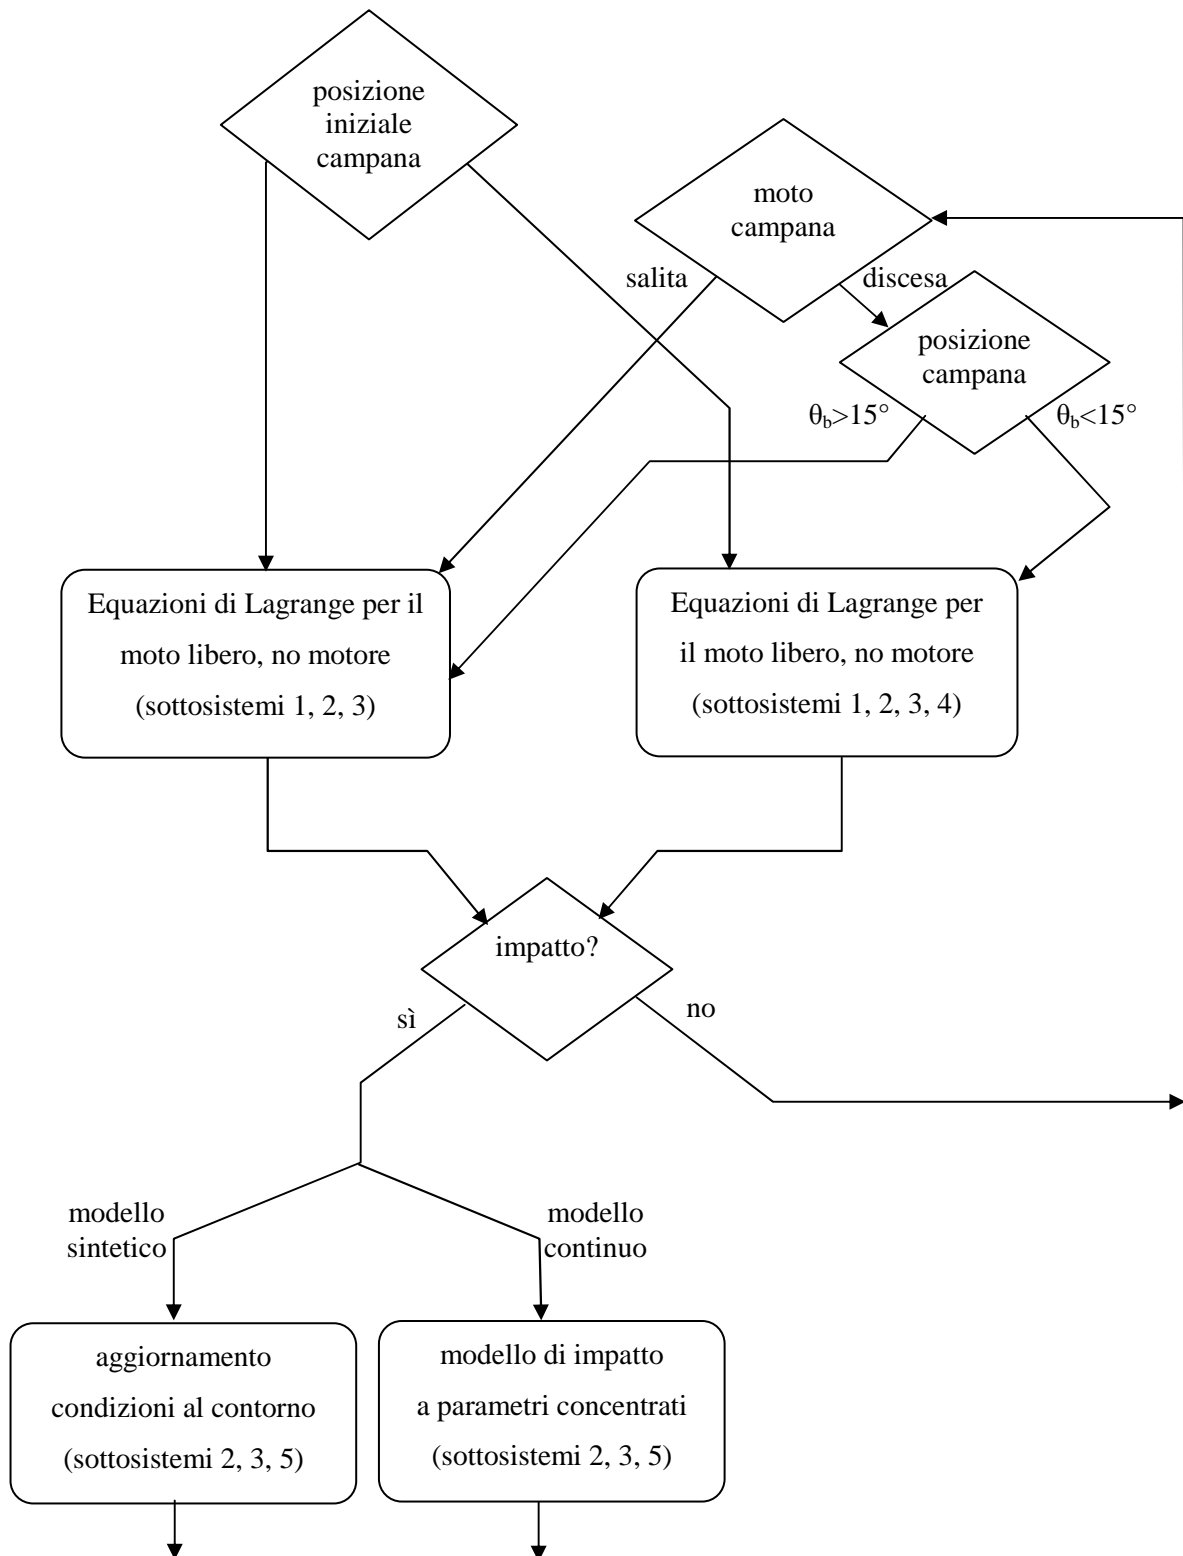 posizione
iniziale
campana
moto
campana
salita
discesa
posizione
campana
θb>15°
θb<15°
Equazioni di Lagrange per il
moto libero, no motore
(sottosistemi 1, 2, 3)
Equazioni di Lagrange per
il moto libero, no motore
(sottosistemi 1, 2, 3, 4)
impatto?
sì
no
modello
sintetico
modello
continuo
aggiornamento
condizioni al contorno
(sottosistemi 2, 3, 5)
modello di impatto
a parametri concentrati
(sottosistemi 2, 3, 5)